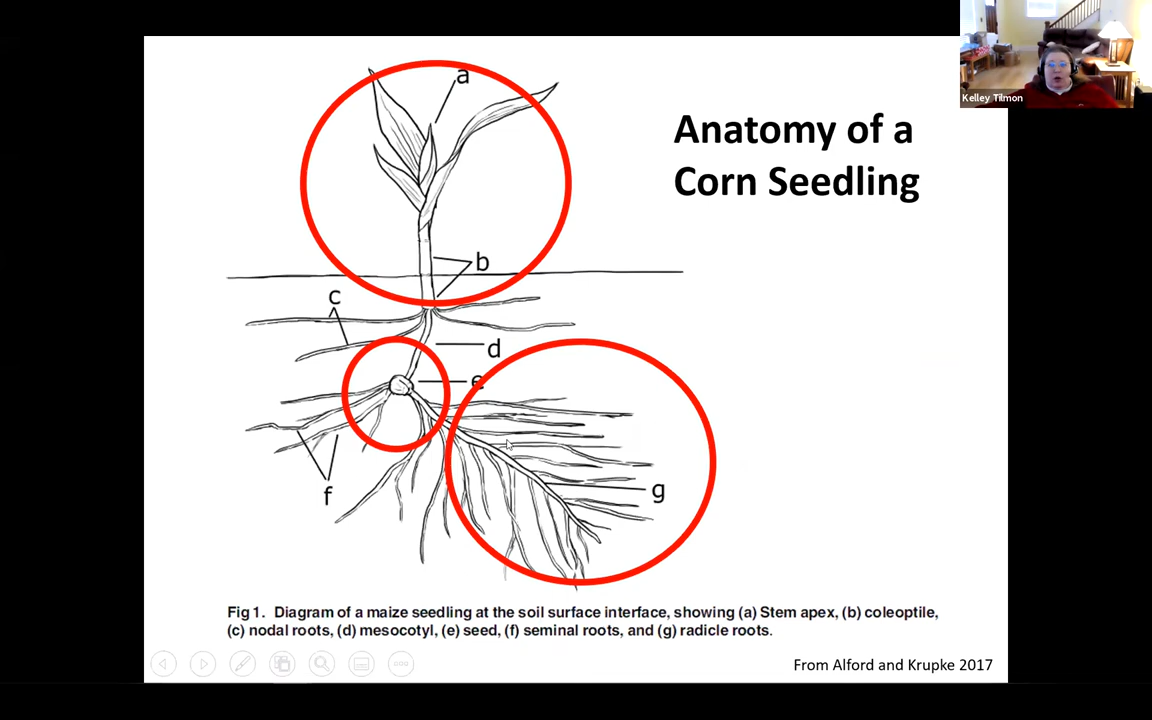 Kelley Tilmon
Anatomy of a
Corn Seedling
a
b
c
d
e
f
g
Fig 1. Diagram of a maize seedling at the soil surface interface, showing (a) Stem apex, (b) coleoptile,
(c) nodal roots, (d) mesocotyl, (e) seed, (f) seminal roots, and (g) radicle roots.
From Alford and Krupke 2017